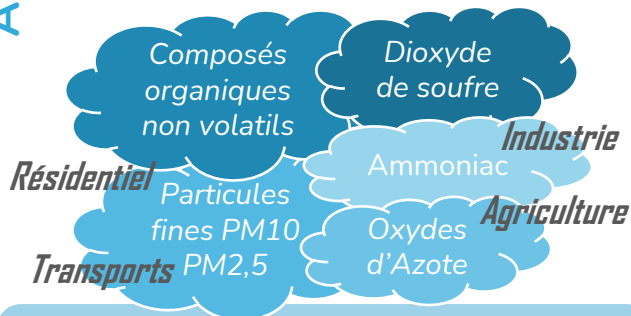 A
Composés
organiques
non volatils
Dioxyde
de soufre
Industrie
Ammoniac
Résidentiel
Particules
fines PM10
PM2,5
Agriculture
Oxydes
d'Azote
Transports